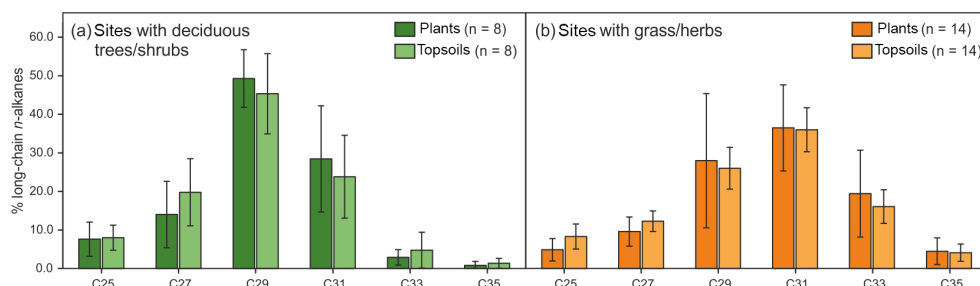 (a) Sites with deciduous
trees/shrubs
Plants (n = 8)
Topsoils (n = 8)
% long-chain n-alkanes
60.0
50.0
40.0
30.0
20.0
10.0
0.0
C25 C27 C29 C31 C33 C35
(b) Sites with grass/herbs
Plants (n = 14)
Topsoils (n = 14)
C25 C27 C29 C31 C33 C35